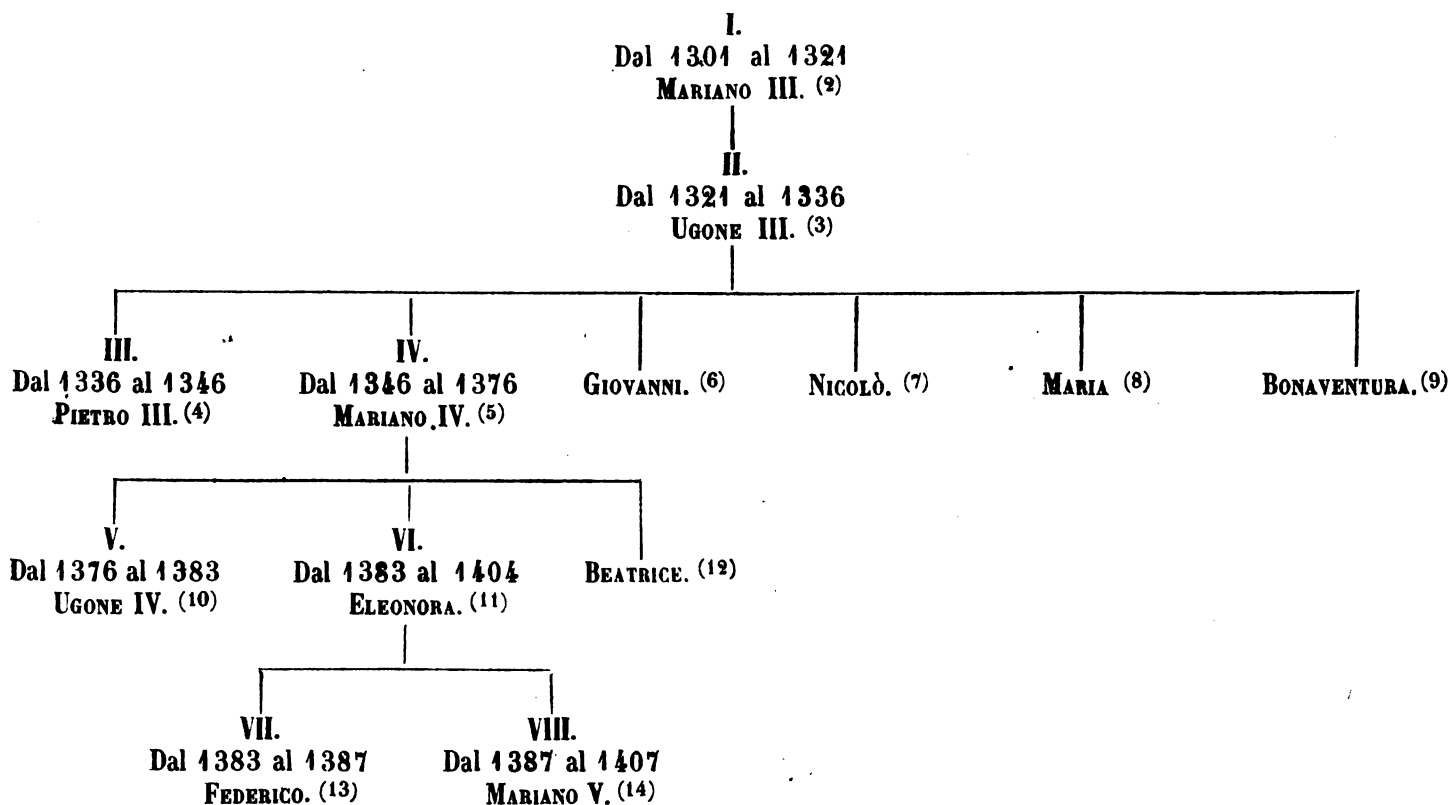 I.
Dal 1301 al 1321
MARIANO III. (2)
II.
Dal 1321 al 1336
UGONE III. (3)
III.
Dal 1336 al 1346
PIETRO III. (4)
IV.
Dal 1346 al 1376
MARIANO IV. (5)
GIOVANNI. (6)
NICOLÒ. (7)
MARIA (8)
BONAVENTURA. (9)
V.
Dal 1376 al 1383
UGONE IV. (10)
VI.
Dal 1383 al 1404
ELEONORA. (11)
BEATRICE. (12)
VII.
Dal 1383 al 1387
FEDERICO. (13)
VIII.
Dal 1387 al 1407
MARIANO V. (14)